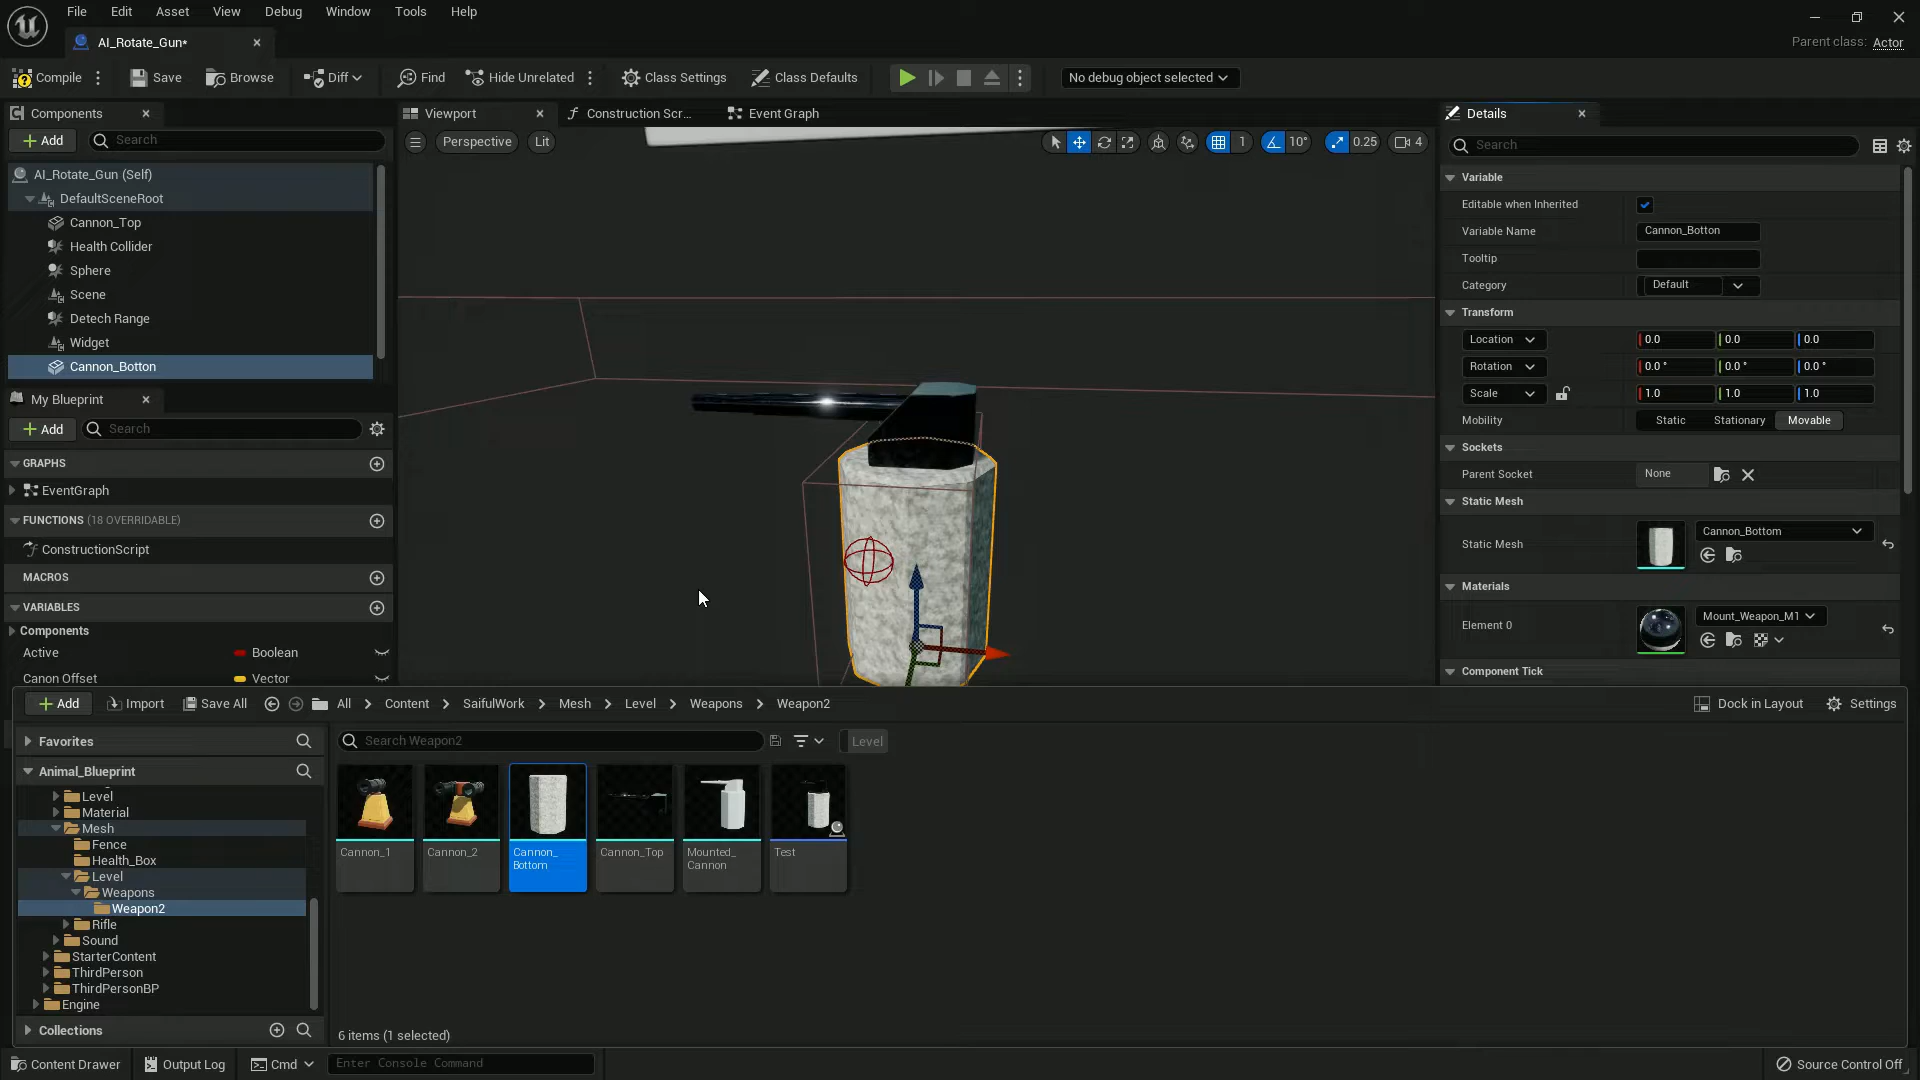 File Edit Asset View Debug Window Tools Help
AI_Rotate_Gun*
Parent class: Actor
Compile Save Browse Diff Find Hide Unrelated Class Settings Class Defaults No debug object selected
Components
Add Search
AI_Rotate_Gun (Self)
DefaultSceneRoot
Cannon_Top
Health Collider
Sphere
Scene
Detech Range
Widget
Cannon_Botton
My Blueprint
Add Search
GRAPHS
EventGraph
FUNCTIONS (18 OVERRIDABLE)
ConstructionScript
MACROS
VARIABLES
Components
Active Boolean
Canon Offset Vector
Viewport Construction Scr... Event Graph
Perspective Lit 1 10° 0.25 4
Details
Search
Variable
Editable when Inherited
Variable Name Cannon_Botton
Tooltip
Category Default
Transform
Location 0.0 0.0 0.0
Rotation 0.0 ° 0.0 ° 0.0 °
Scale 1.0 1.0 1.0
Mobility Static Stationary Movable
Sockets
Parent Socket None
Static Mesh
Static Mesh Cannon_Bottom
Materials
Element 0 Mount_Weapon_M1
Component Tick
Add Import Save All All Content SaifulWork Mesh Level Weapons Weapon2 Dock in Layout Settings
Favorites
Animal_Blueprint
Level
Material
Mesh
Fence
Health_Box
Level
Weapons
Weapon2
Rifle
Sound
StarterContent
ThirdPerson
ThirdPersonBP
Engine
Collections
Search Weapon2 Level
Cannon_1
Cannon_2
Cannon_
Bottom
Cannon_Top
Mounted_
Cannon
Test
6 items (1 selected)
Content Drawer Output Log Cmd Enter Console Command Source Control Off